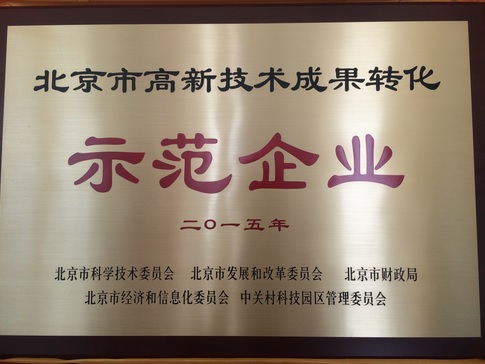 北京市高新技术成果转化
示范企业
二〇一五年
北京市科学技术委员会 北京市发展和改革委员会 北京市财政局
北京市经济和信息化委员会 中关村科技园区管理委员会